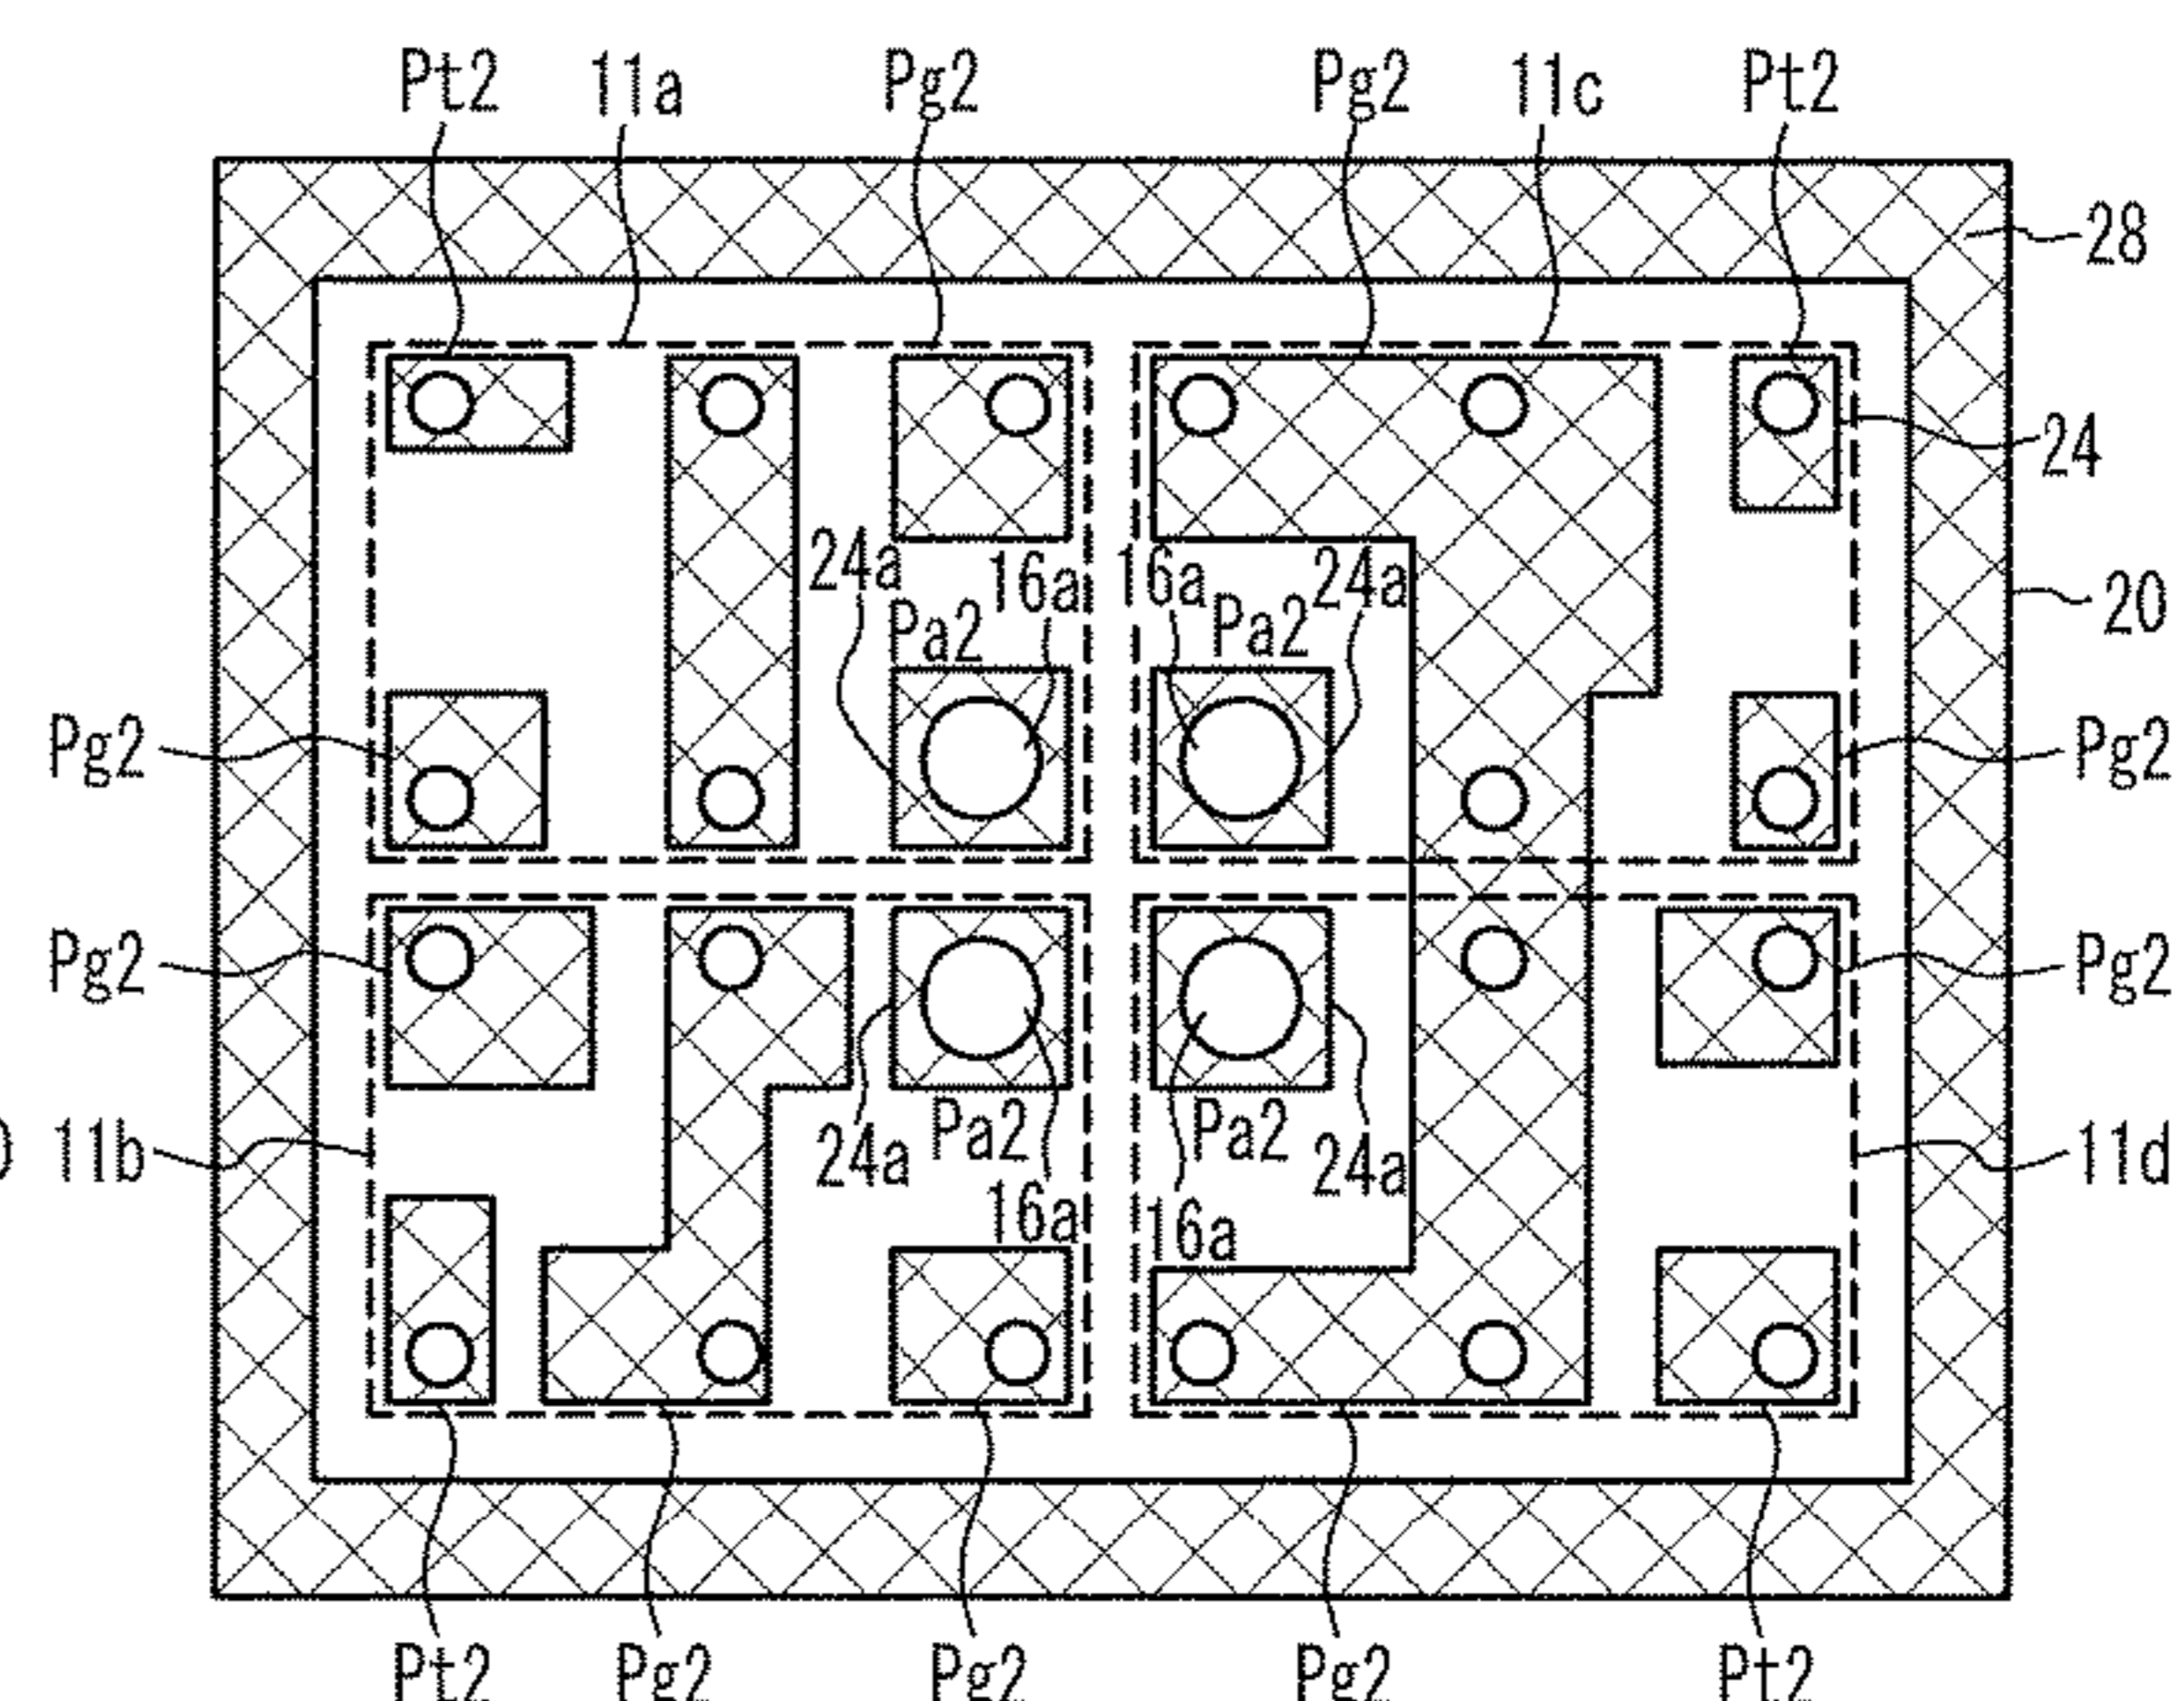 Pt2 11a Pg2 Pg2 11c Pt2
28
24
24a 16a 16a 24a
20
Pa2 Pa2
Pg2 Pg2
Pg2 Pg2
11b 24a Pa2 Pa2 24a 11d
16a 16a
Pt2 Pg2 Pg2 Pg2 Pt2